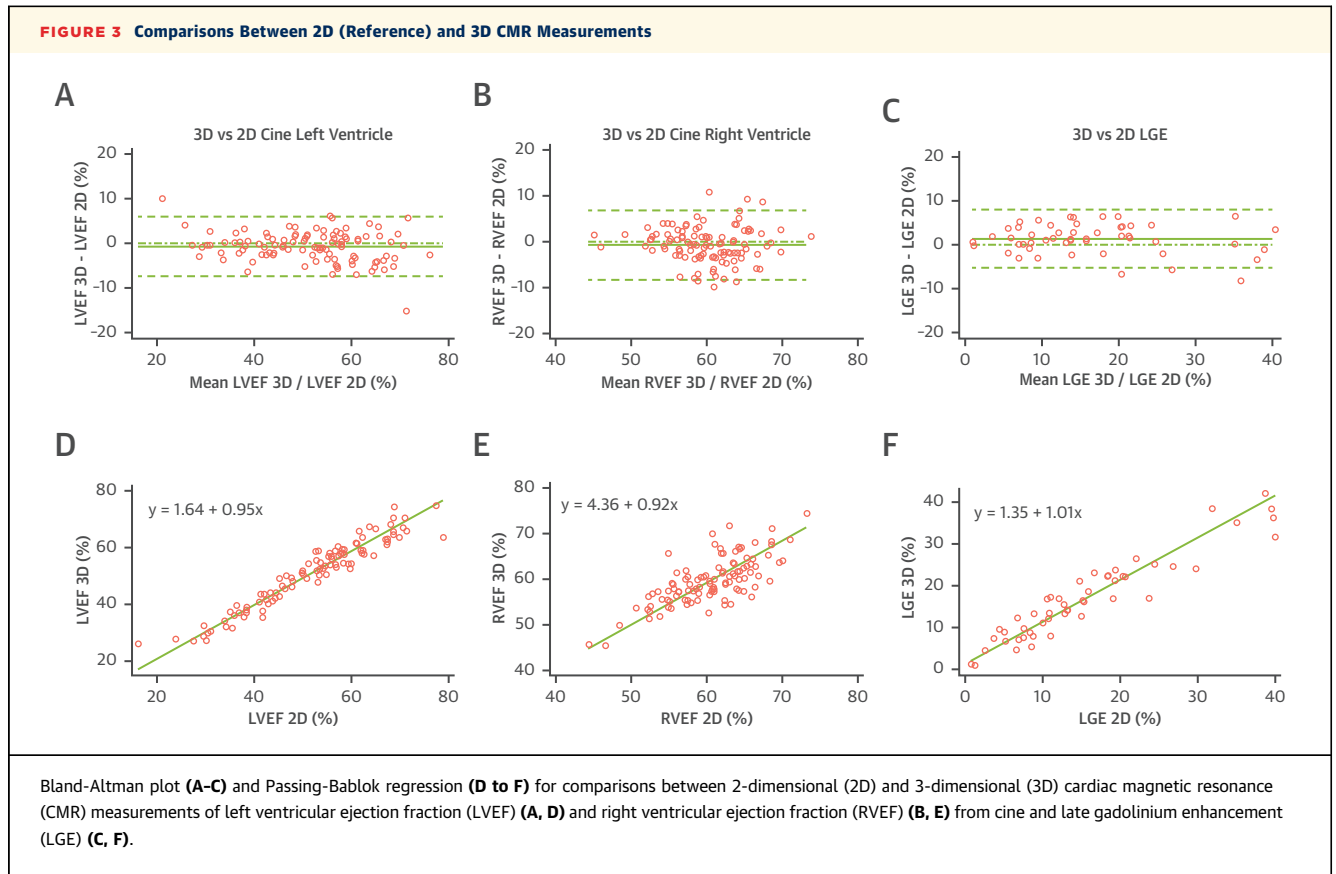 FIGURE 3 Comparisons Between 2D (Reference) and 3D CMR Measurements
A
3D vs 2D Cine Left Ventricle
LVEF 3D - LVEF 2D (%)
20
10
0
-10
-20
20 40 60 80
Mean LVEF 3D / LVEF 2D (%)
B
3D vs 2D Cine Right Ventricle
RVEF 3D - RVEF 2D (%)
20
10
0
-10
-20
40 50 60 70 80
Mean RVEF 3D / RVEF 2D (%)
C
3D vs 2D LGE
LGE 3D - LGE 2D (%)
20
10
0
-10
-20
0 10 20 30 40
Mean LGE 3D / LGE 2D (%)
D
LVEF 3D (%)
80
60
40
20
y = 1.64 + 0.95x
20 40 60 80
LVEF 2D (%)
E
RVEF 3D (%)
80
70
60
50
40
y = 4.36 + 0.92x
40 50 60 70 80
RVEF 2D (%)
F
LGE 3D (%)
40
30
20
10
0
y = 1.35 + 1.01x
0 10 20 30 40
LGE 2D (%)
Bland-Altman plot (A–C) and Passing-Bablok regression (D to F) for comparisons between 2-dimensional (2D) and 3-dimensional (3D) cardiac magnetic resonance
(CMR) measurements of left ventricular ejection fraction (LVEF) (A, D) and right ventricular ejection fraction (RVEF) (B, E) from cine and late gadolinium enhancement
(LGE) (C, F).